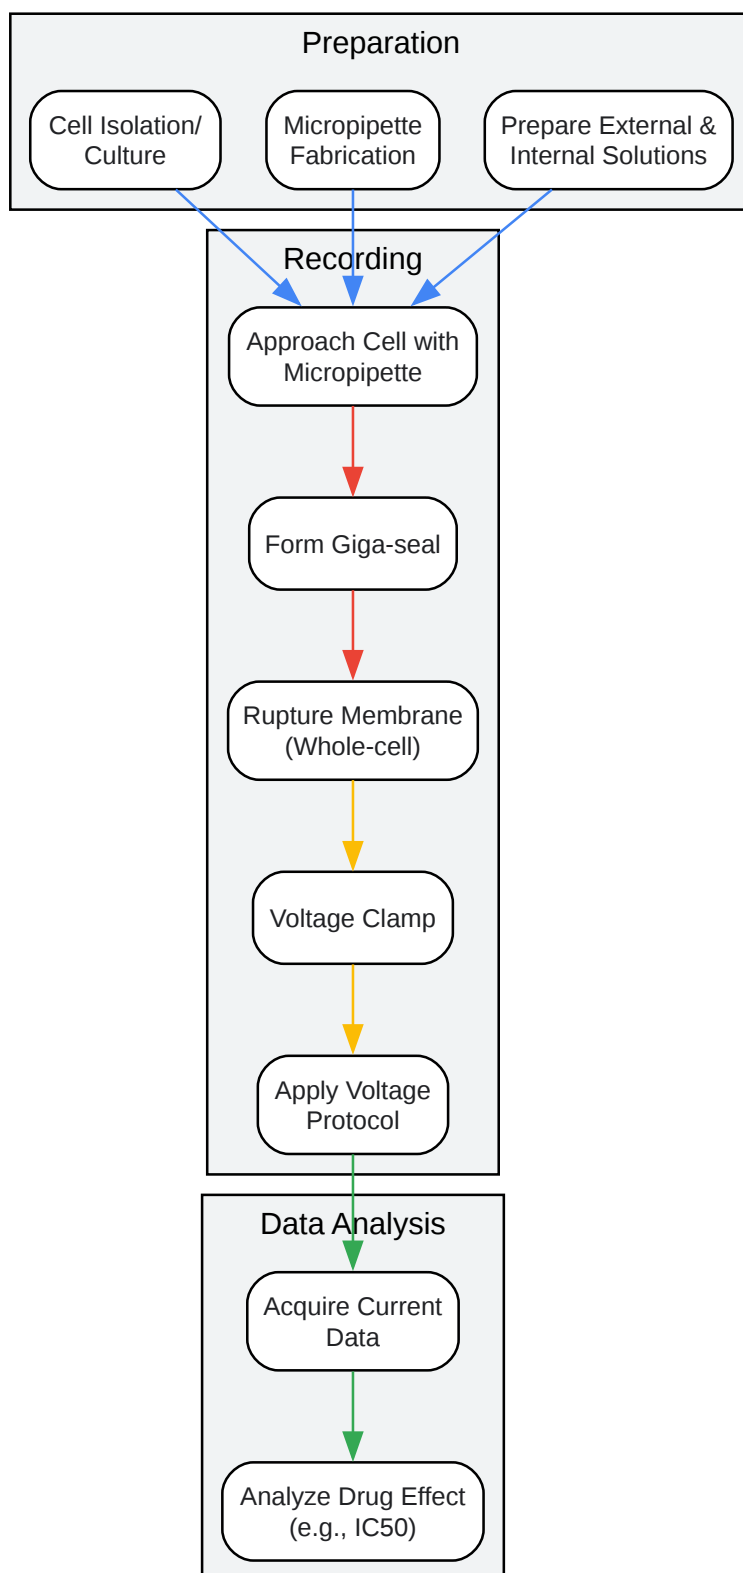 Preparation
Cell Isolation/
Culture
Micropipette
Fabrication
Prepare External &
Internal Solutions
Recording
Approach Cell with
Micropipette
Form Giga-seal
Rupture Membrane
(Whole-cell)
Voltage Clamp
Apply Voltage
Protocol
Data Analysis
Acquire Current
Data
Analyze Drug Effect
(e.g., IC50)